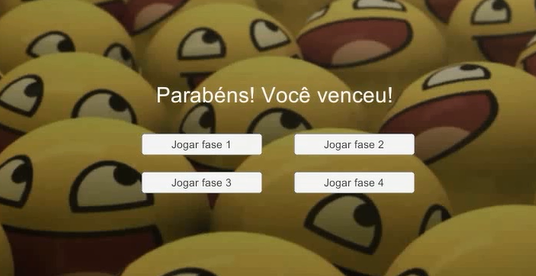 Parabéns! Você venceu!
Jogar fase 1
Jogar fase 2
Jogar fase 3
Jogar fase 4